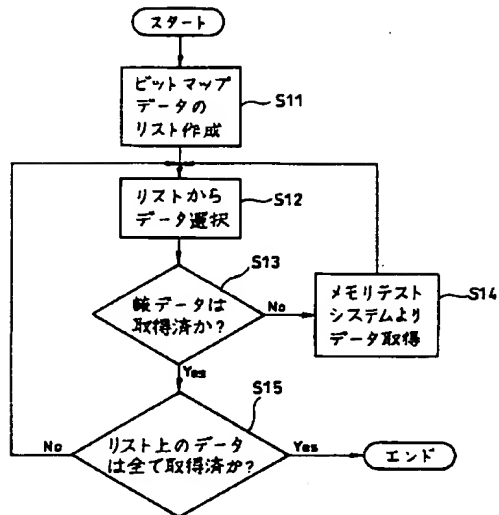 スタート
ビットマップ
データの
リスト作成
S11
リストから
データ選択
S12
S13
該データは
取得済か?
No
メモリテスト
システムより
データ取得
S14
Yes
S15
リスト上のデータ
は全て取得済か?
No
Yes
エンド